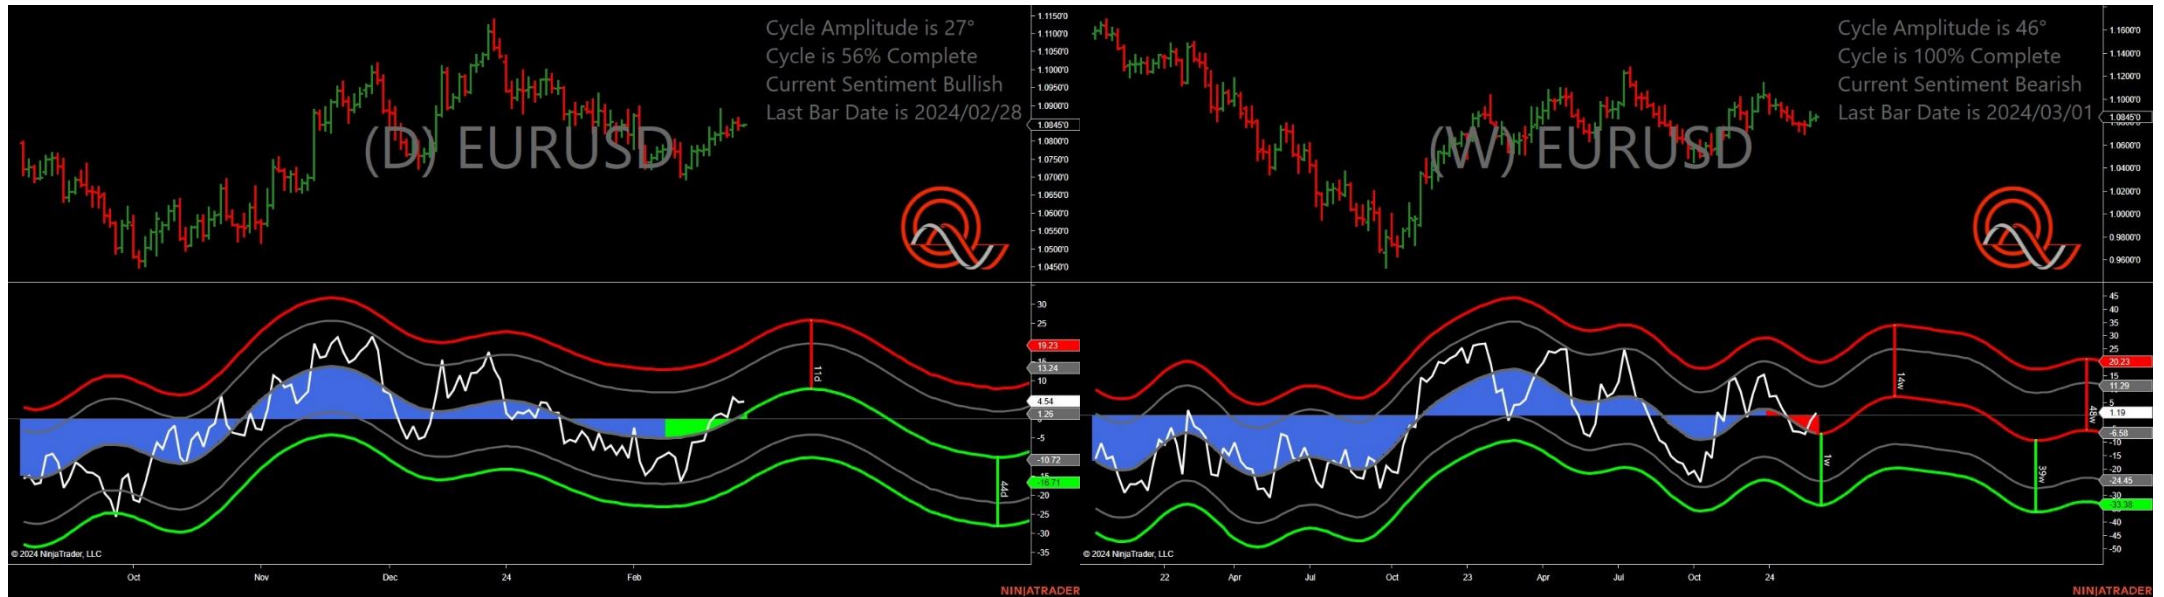 Cycle Amplitude is 27°
Cycle is 56% Complete
Current Sentiment Bullish
Last Bar Date is 2024/02/28
(D) EURUSD
1.1150'0
1.1100'0
1.1050'0
1.1000'0
1.0950'0
1.0900'0
1.0845'0
1.0800'0
1.0750'0
1.0700'0
1.0650'0
1.0600'0
1.0550'0
1.0500'0
1.0450'0
30
25
19.23
15
13.24
10
4.54
1.26
-5
-10.72
-15
-16.71
-20
-25
-30
-35
11d
44d
© 2024 NinjaTrader, LLC
Oct
Nov
Dec
24
Feb
NINJATRADER
Cycle Amplitude is 46°
Cycle is 100% Complete
Current Sentiment Bearish
Last Bar Date is 2024/03/01
(W) EURUSD
1.1600'0
1.1400'0
1.1200'0
1.1000'0
1.0845'0
1.0600'0
1.0400'0
1.0200'0
1.0000'0
0.9800'0
0.9600'0
45
40
35
30
25
20.23
15
11.29
5
1.19
-6.58
-10
-15
-20
-24.45
-30
-33.38
-40
-45
-50
1w
14w
39w
48w
© 2024 NinjaTrader, LLC
22
Apr
Jul
Oct
23
Apr
Jul
Oct
24
NINJATRADER